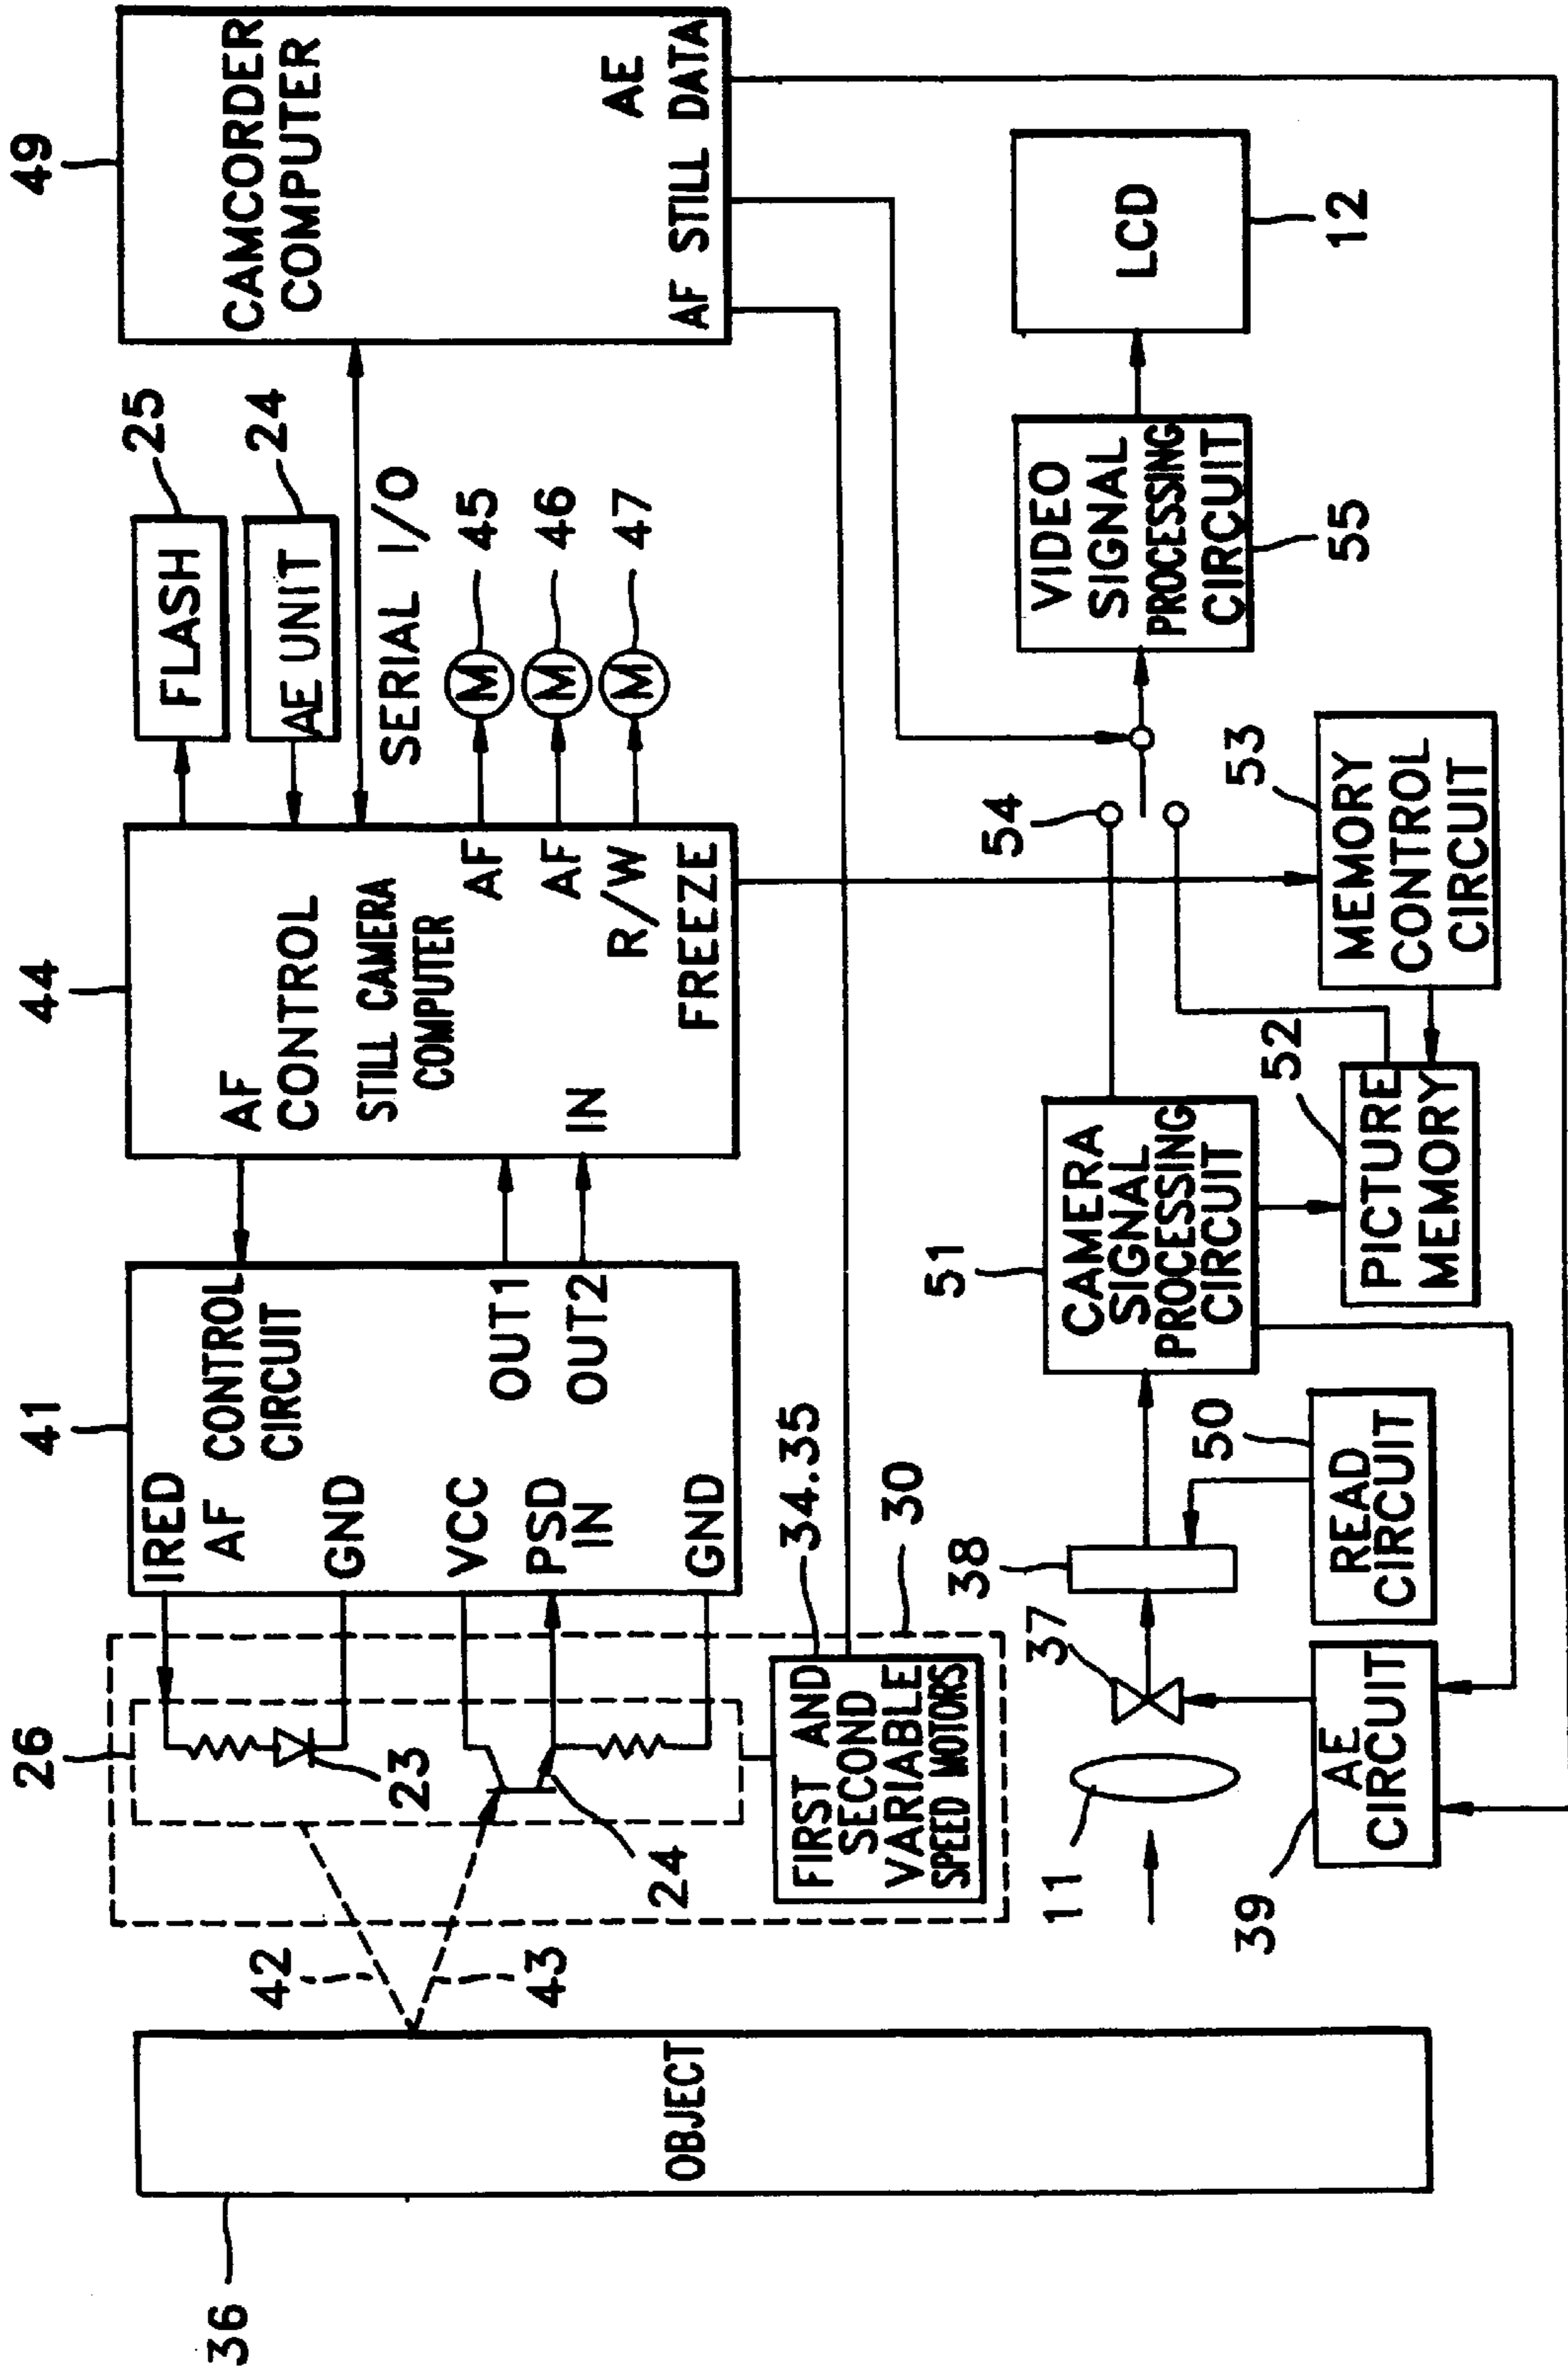 36
OBJECT
42
43
26
23
24
FIRST AND
SECOND
VARIABLE
SPEED MOTORS
34.35
30
41
IRED
AF CONTROL
CIRCUIT
GND
VCC
PSD
IN
GND
OUT1
OUT2
44
AF
CONTROL
STILL CAMERA
COMPUTER
IN
AF
AF
R/W
FREEZE
FLASH
25
AE UNIT
24
SERIAL I/O
M
45
M
46
M
47
49
CAMCORDER
COMPUTER
AE
AF STILL DATA
11
37
38
39
AE
CIRCUIT
READ
CIRCUIT
50
51
CAMERA
SIGNAL
PROCESSING
CIRCUIT
52
PICTURE
MEMORY
53
MEMORY
CONTROL
CIRCUIT
54
VIDEO
SIGNAL
PROCESSING
CIRCUIT
55
LCD
12